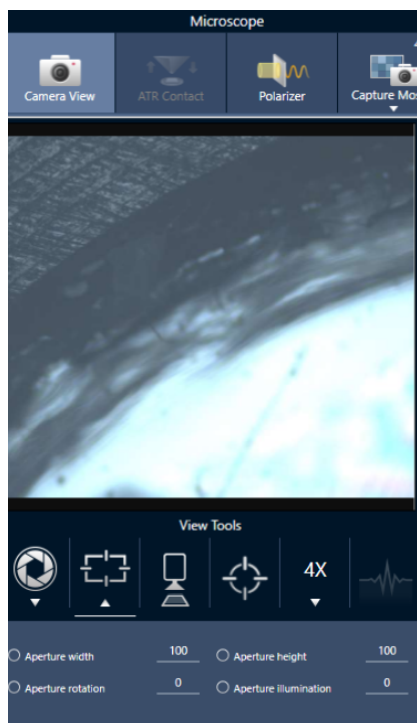 Microscope
Camera View
ATR Contact
Polarizer
Capture Mos
View Tools
4X
Aperture width 100
Aperture height 100
Aperture rotation 0
Aperture illumination 0